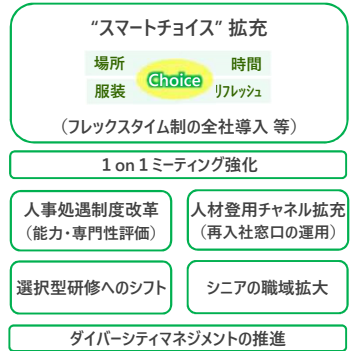 “スマートチョイス” 拡充
場所 時間
Choice
服装 リフレッシュ
（フレックスタイム制の全社導入 等）
１on１ミーティング強化
人事処遇制度改革
（能力・専門性評価）
人材登用チャネル拡充
（再入社窓口の運用）
選択型研修へのシフト
シニアの職域拡大
ダイバーシティマネジメントの推進